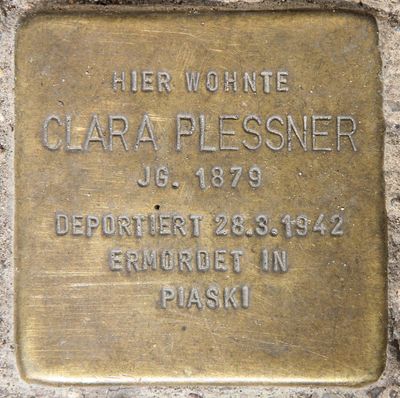 HIER WOHNTE
CLARA PLESSNER
JG. 1879
DEPORTIERT 28.3.1942
ERMORDET IN
PIASKI